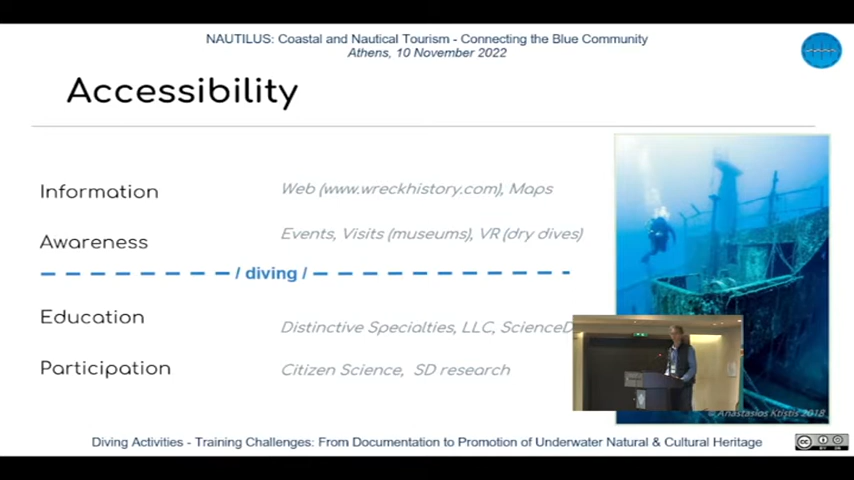 NAUTILUS: Coastal and Nautical Tourism - Connecting the Blue Community
Athens, 10 November 2022
Accessibility
Information
Web (www.wreckhistory.com), Maps
Awareness
Events, Visits (museums), VR (dry dives)
/ diving /
Education
Distinctive Specialties, LLC, ScienceD
Participation
Citizen Science, SD research
© Anastasios Ktistis 2018
Diving Activities - Training Challenges: From Documentation to Promotion of Underwater Natural & Cultural Heritage